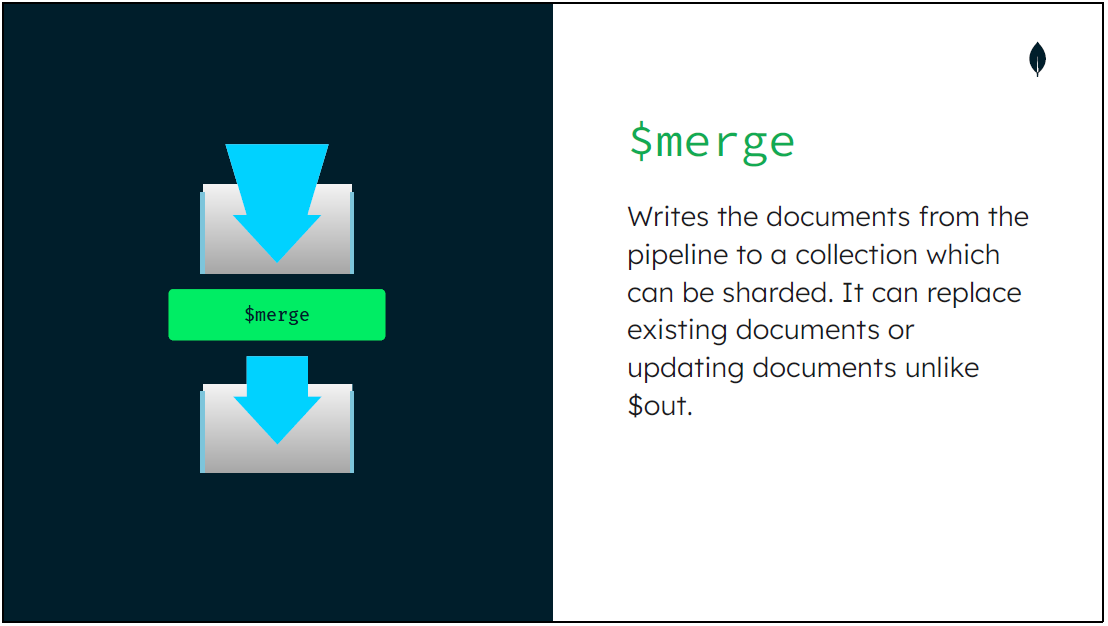 $merge
$merge
Writes the documents from the
pipeline to a collection which
can be sharded. It can replace
existing documents or
updating documents unlike
$out.